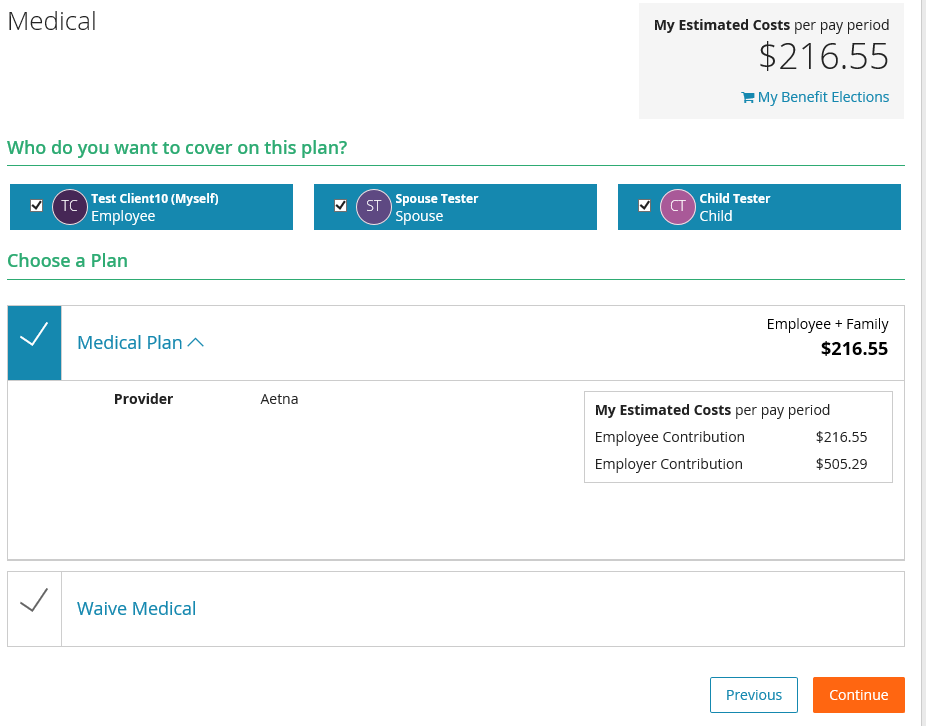 Medical
My Estimated Costs per pay period
$216.55
My Benefit Elections
Who do you want to cover on this plan?
TC
Test Client10 (Myself)
Employee
ST
Spouse Tester
Spouse
CT
Child Tester
Child
Choose a Plan
Medical Plan
Employee + Family
$216.55
Provider Aetna
My Estimated Costs per pay period
Employee Contribution $216.55
Employer Contribution $505.29
Waive Medical
Previous
Continue